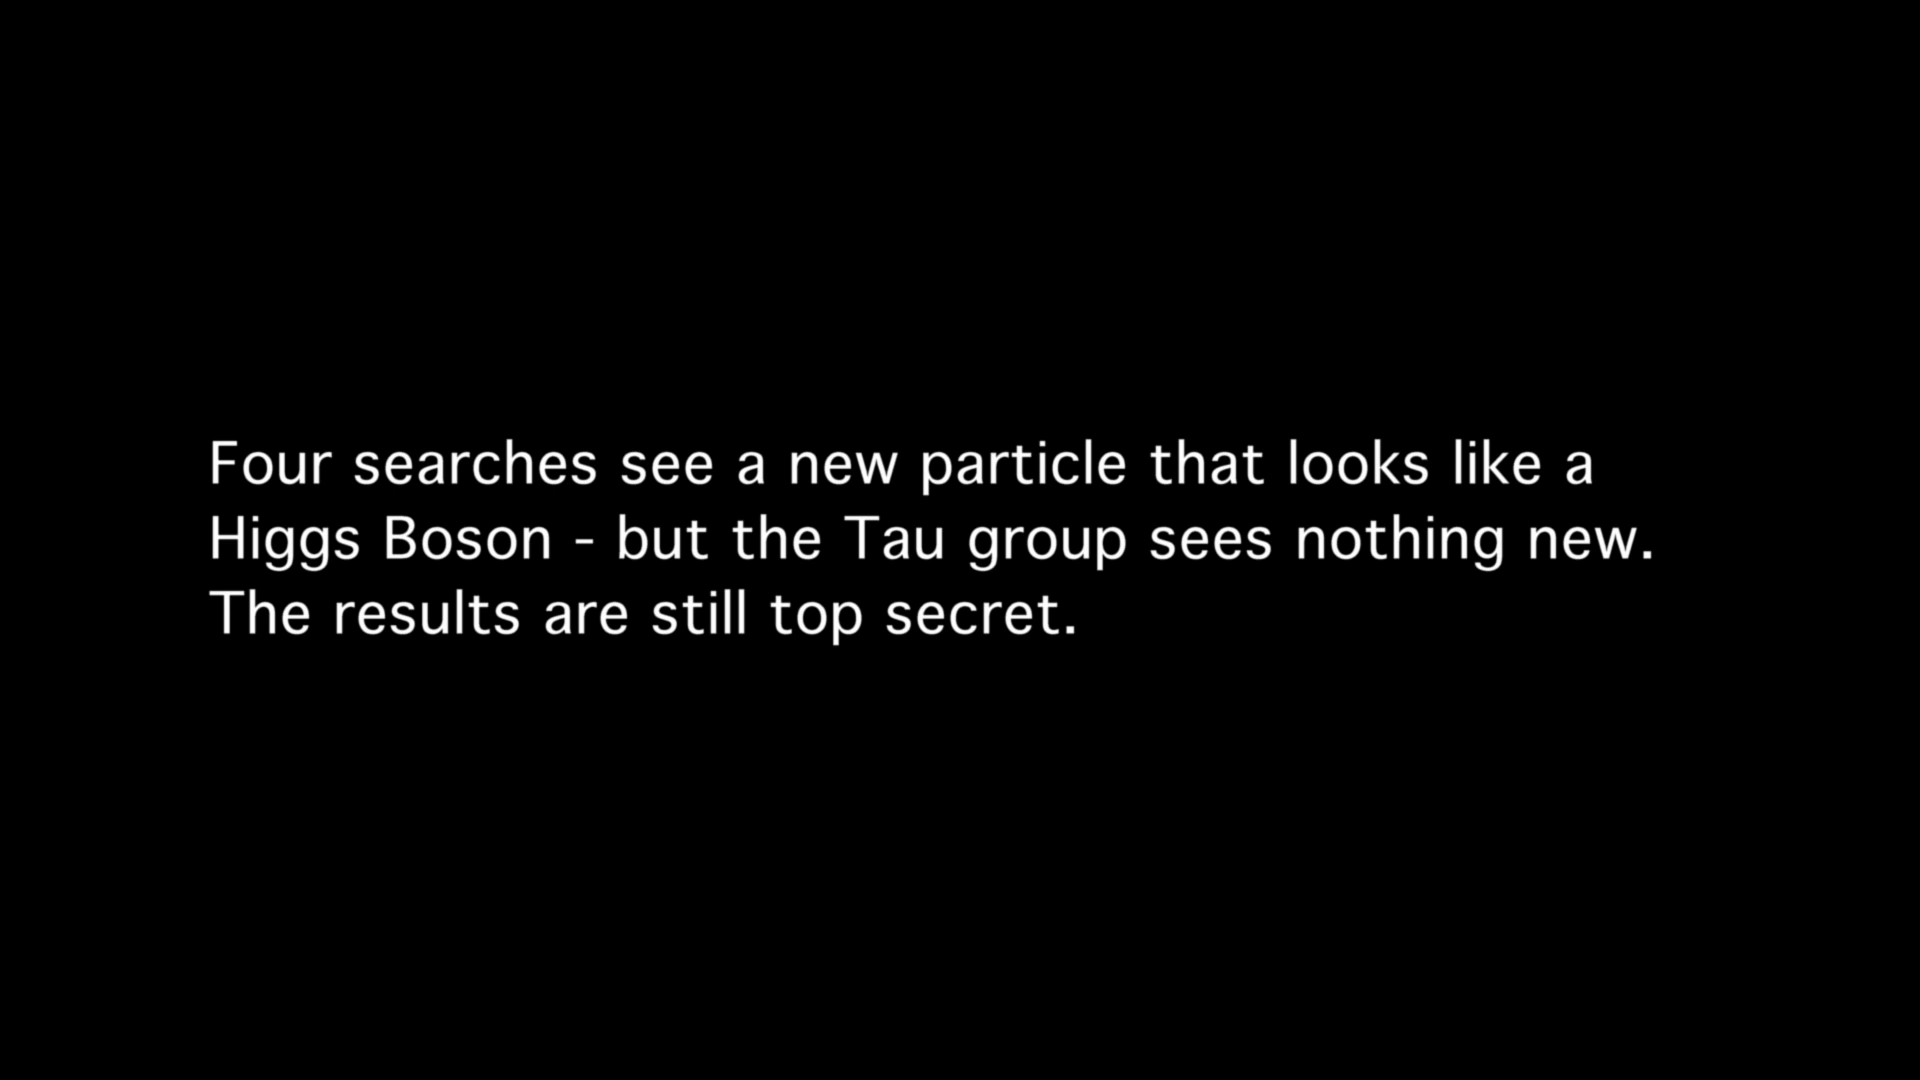 Four searches see a new particle that looks like a
Higgs Boson - but the Tau group sees nothing new.
The results are still top secret.